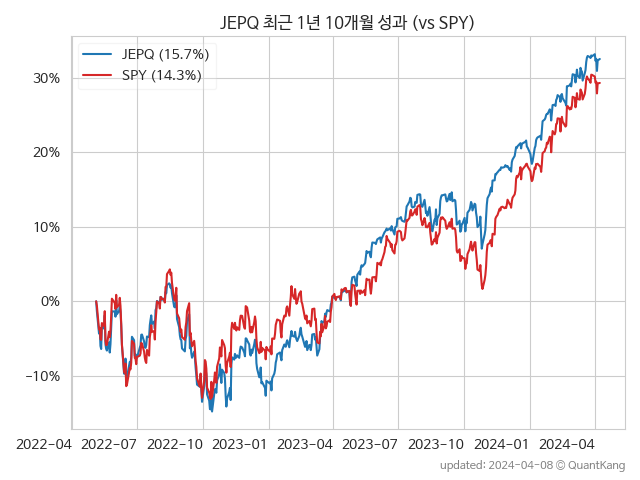 JEPQ 최근 1년 10개월 성과 (vs SPY)
JEPQ (15.7%)
SPY (14.3%)
30%
20%
10%
0%
−10%
2022−04 2022−07 2022−10 2023−01 2023−04 2023−07 2023−10 2024−01 2024−04
updated: 2024-04-08 © QuantKang